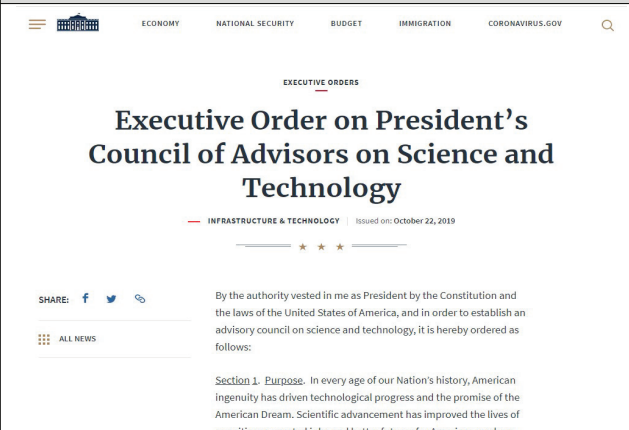 ECONOMY NATIONAL SECURITY BUDGET IMMIGRATION CORONAVIRUS.GOV
EXECUTIVE ORDERS
Executive Order on President’s
Council of Advisors on Science and
Technology
INFRASTRUCTURE & TECHNOLOGY Issued on: October 22, 2019
SHARE:
ALL NEWS
By the authority vested in me as President by the Constitution and
the laws of the United States of America, and in order to establish an
advisory council on science and technology, it is hereby ordered as
follows:
Section 1. Purpose. In every age of our Nation’s history, American
ingenuity has driven technological progress and the promise of the
American Dream. Scientific advancement has improved the lives of